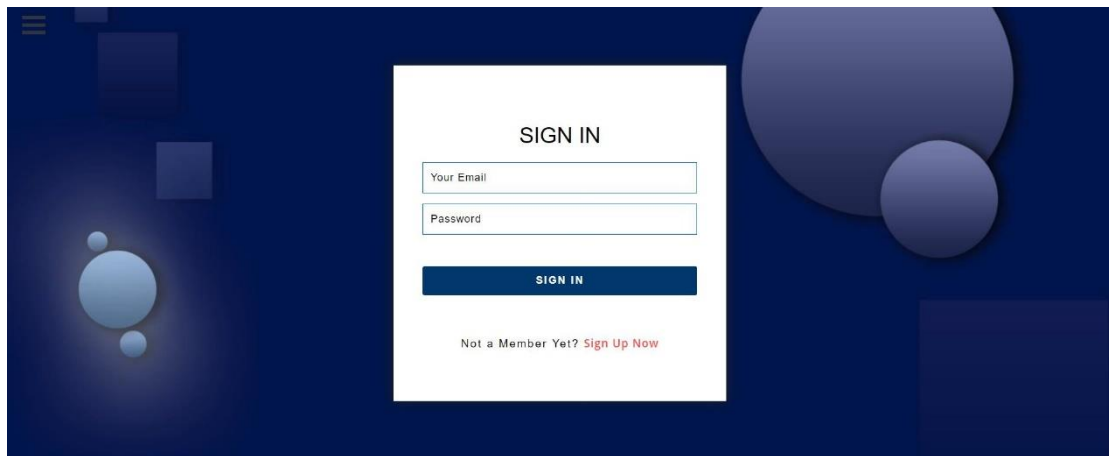 SIGN IN
Your Email
Password
SIGN IN
Not a Member Yet? Sign Up Now